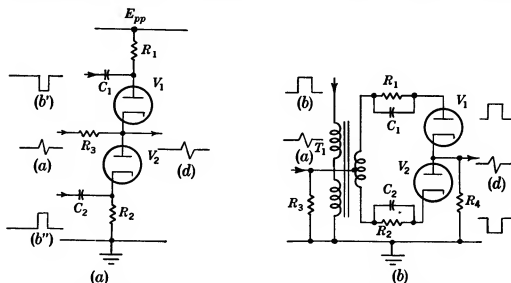 E_pp
R_1
C_1
V_1
(b')
(a)
R_3
V_2
(d)
C_2
R_2
(b")
(a)
(b)
(a)
T_1
R_3
R_1
C_1
V_1
V_2
C_2
R_2
R_4
(d)
(b)